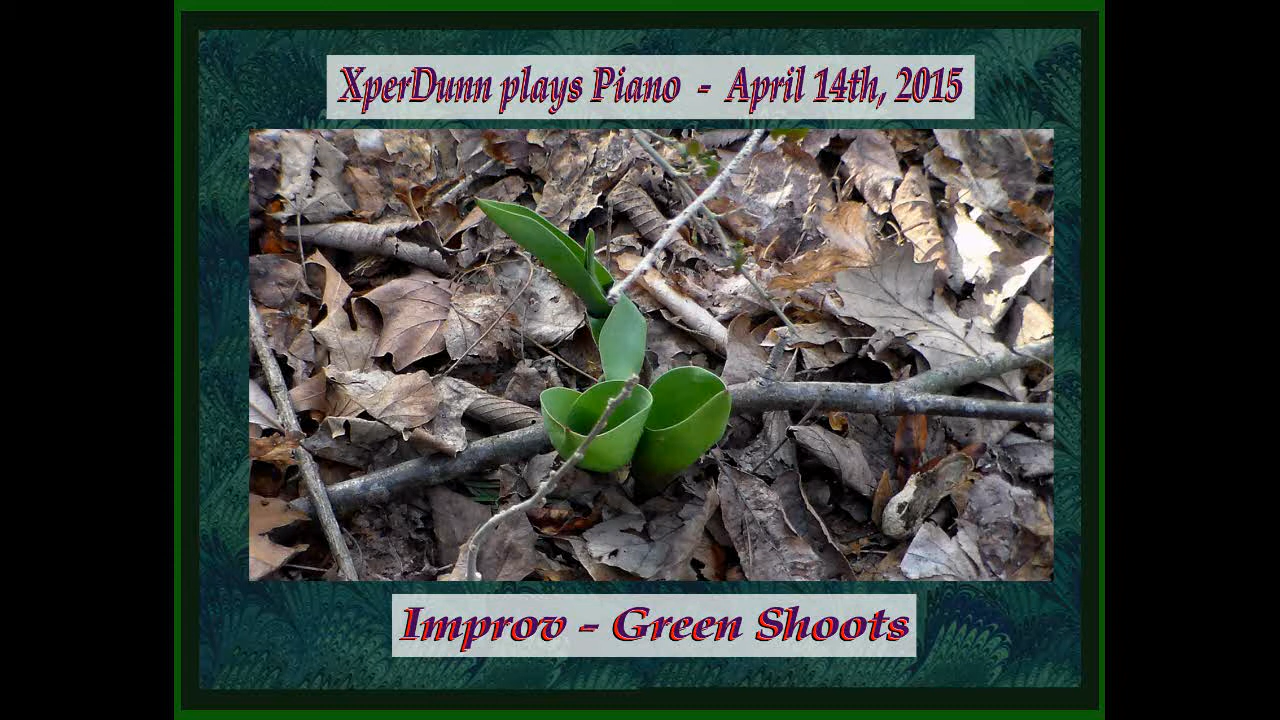 XperDunn plays Piano - April 14th, 2015
Improv - Green Shoots